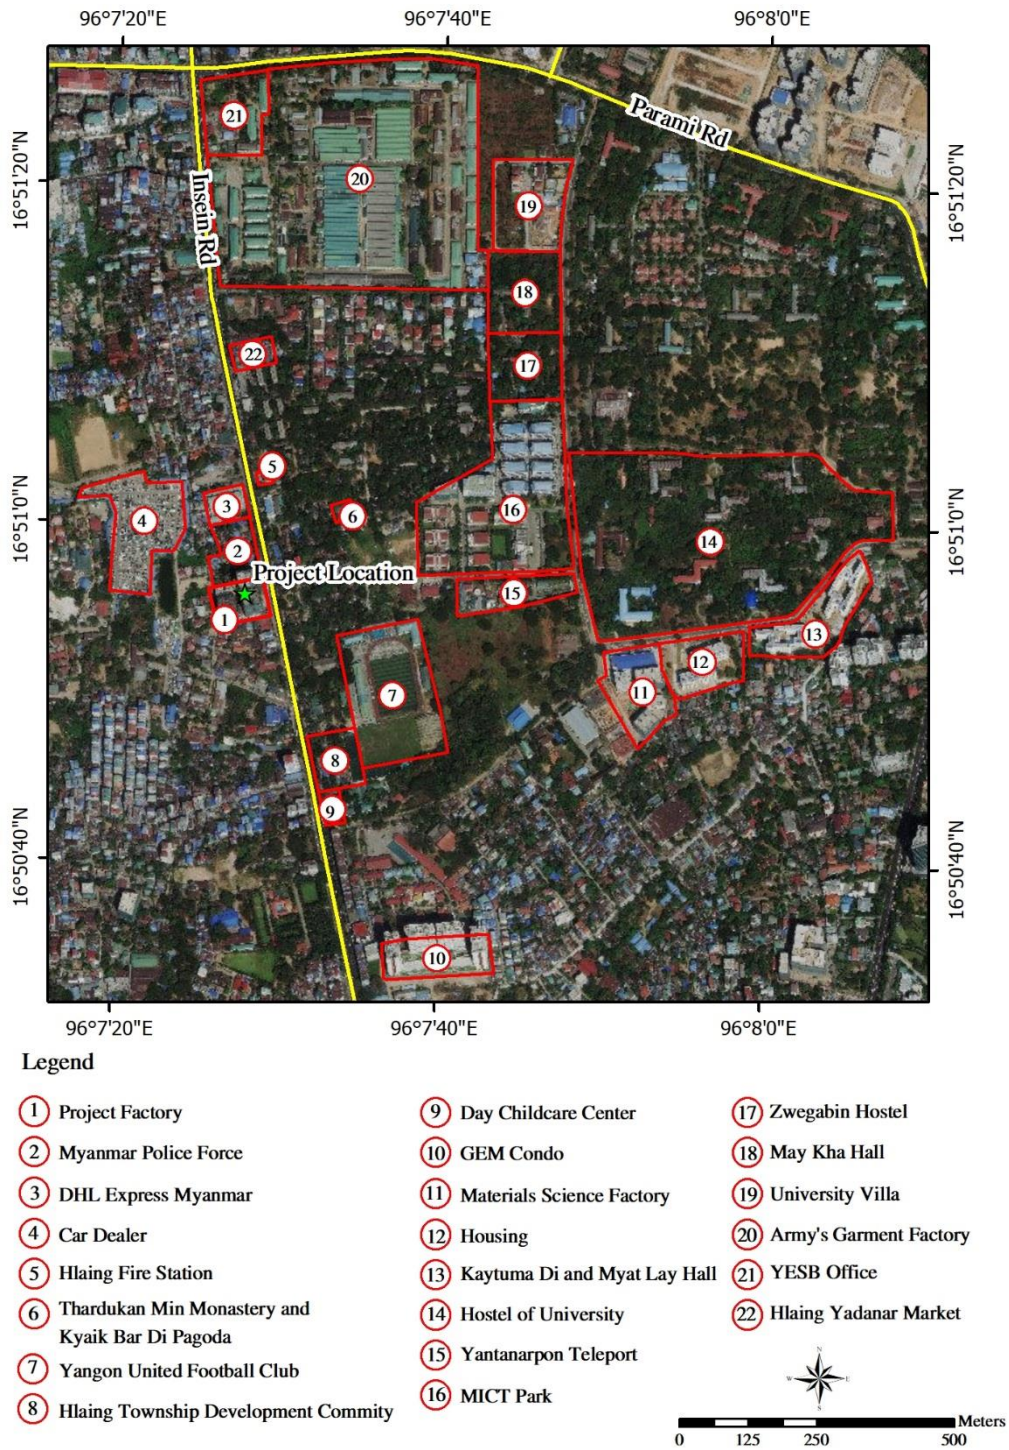 96°7'20"E 96°7'40"E 96°8'0"E
16°51'20"N
16°51'0"N
16°50'40"N
16°51'20"N
16°51'0"N
16°50'40"N
Parami Rd
Insein Rd
21
20
19
18
17
22
5
3
4
6
16
2
14
Project Location
15
1
13
12
11
7
8
9
10
96°7'20"E 96°7'40"E 96°8'0"E
Legend
1 Project Factory
2 Myanmar Police Force
3 DHL Express Myanmar
4 Car Dealer
5 Hlaing Fire Station
6 Thardukan Min Monastery and
Kyaik Bar Di Pagoda
7 Yangon United Football Club
8 Hlaing Township Development Commity
9 Day Childcare Center
10 GEM Condo
11 Materials Science Factory
12 Housing
13 Kaytuma Di and Myat Lay Hall
14 Hostel of University
15 Yantanarpon Teleport
16 MICT Park
17 Zwegabin Hostel
18 May Kha Hall
19 University Villa
20 Army's Garment Factory
21 YESB Office
22 Hlaing Yadanar Market
N
W E
S
Meters
0 125 250 500